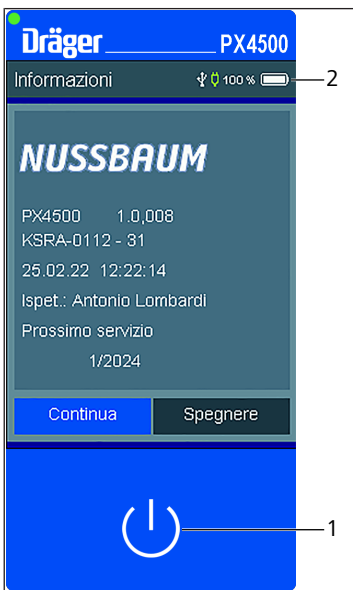 Dräger PX4500
Informazioni 100 % 2
NUSSBAUM
PX4500 1.0,008
KSRA-0112 - 31
25.02.22 12:22:14
Ispet.: Antonio Lombardi
Prossimo servizio
1/2024
Continua Spegnere
1